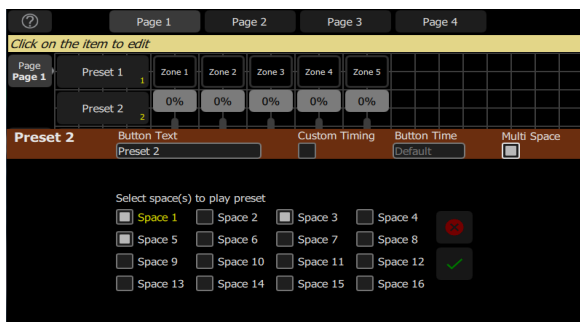 ? Page 1 Page 2 Page 3 Page 4
Click on the item to edit
Page
Page 1
Preset 1 1 Zone 1 Zone 2 Zone 3 Zone 4 Zone 5
Preset 2 2 0% 0% 0% 0% 0%
Preset 2 Button Text Custom Timing Button Time Multi Space
Preset 2 Default
Select space(s) to play preset
Space 1 Space 2 Space 3 Space 4
Space 5 Space 6 Space 7 Space 8
Space 9 Space 10 Space 11 Space 12
Space 13 Space 14 Space 15 Space 16